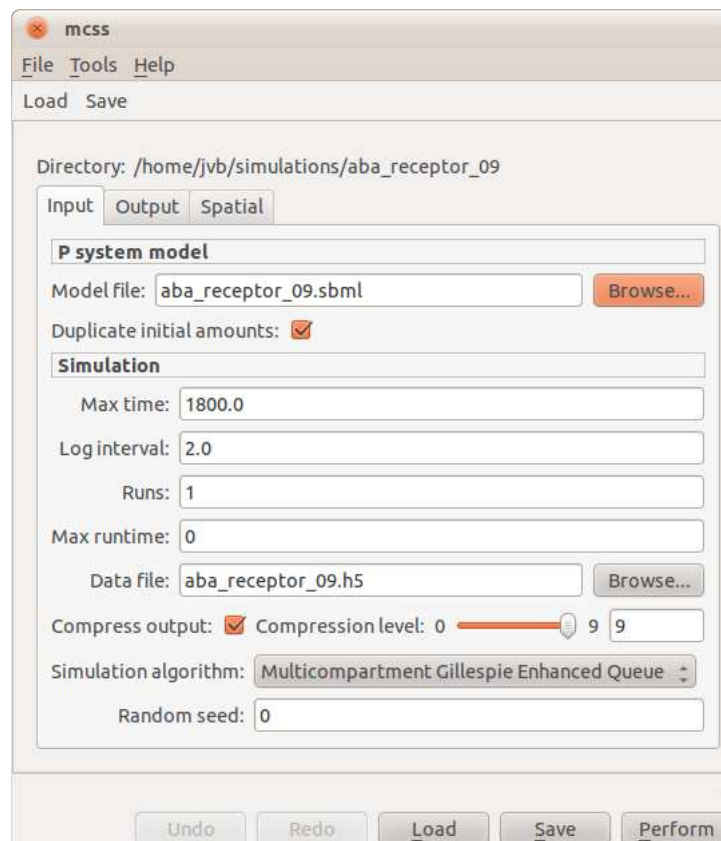 mcss
File Tools Help
Load Save
Directory: /home/jvb/simulations/aba_receptor_09
Input Output Spatial
P system model
Model file: aba_receptor_09.sbml Browse...
Duplicate initial amounts:
Simulation
Max time: 1800.0
Log interval: 2.0
Runs: 1
Max runtime: 0
Data file: aba_receptor_09.h5 Browse...
Compress output: Compression level: 0 9 9
Simulation algorithm: Multicompartment Gillespie Enhanced Queue
Random seed: 0
Undo Redo Load Save Perform